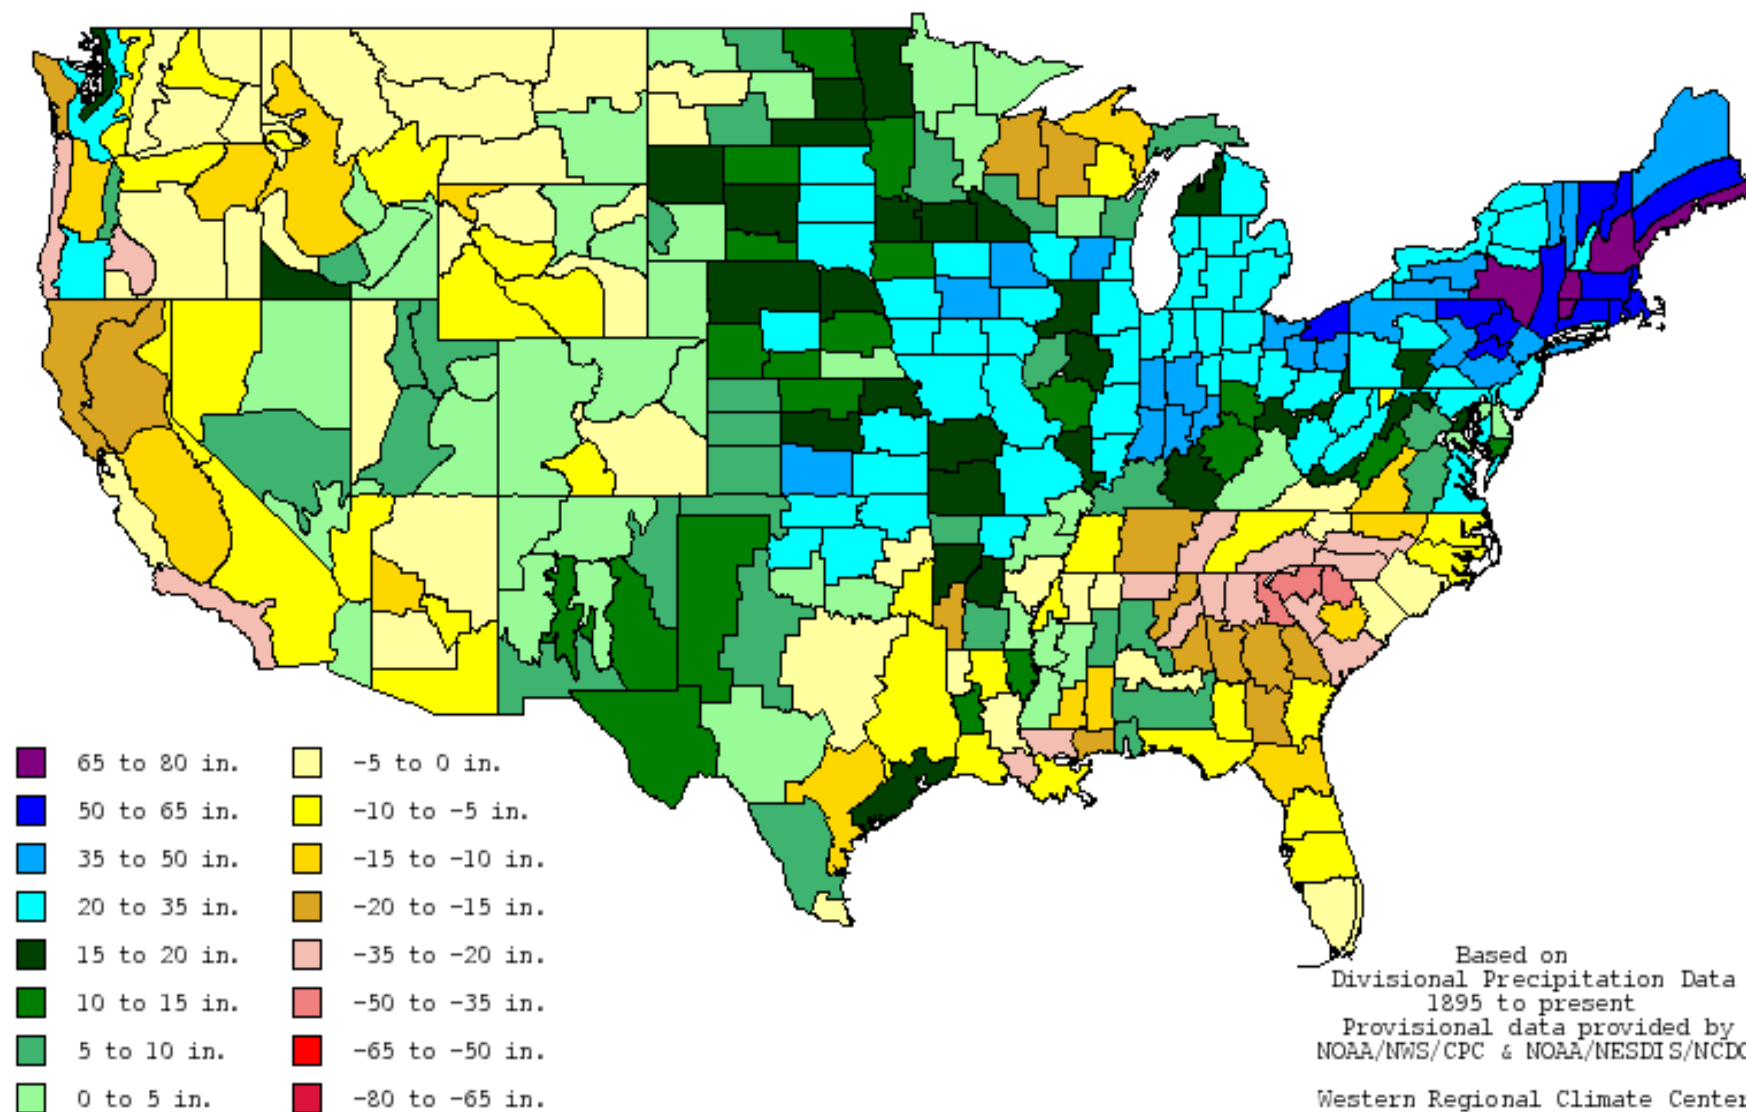 65 to 80 in.
50 to 65 in.
35 to 50 in.
20 to 35 in.
15 to 20 in.
10 to 15 in.
5 to 10 in.
0 to 5 in.
-5 to 0 in.
-10 to -5 in.
-15 to -10 in.
-20 to -15 in.
-35 to -20 in.
-50 to -35 in.
-65 to -50 in.
-80 to -65 in.
Based on
Divisional Precipitation Data
1895 to present
Provisional data provided by
NOAA/NWS/CPC & NOAA/NESDIS/NCDC
Western Regional Climate Center